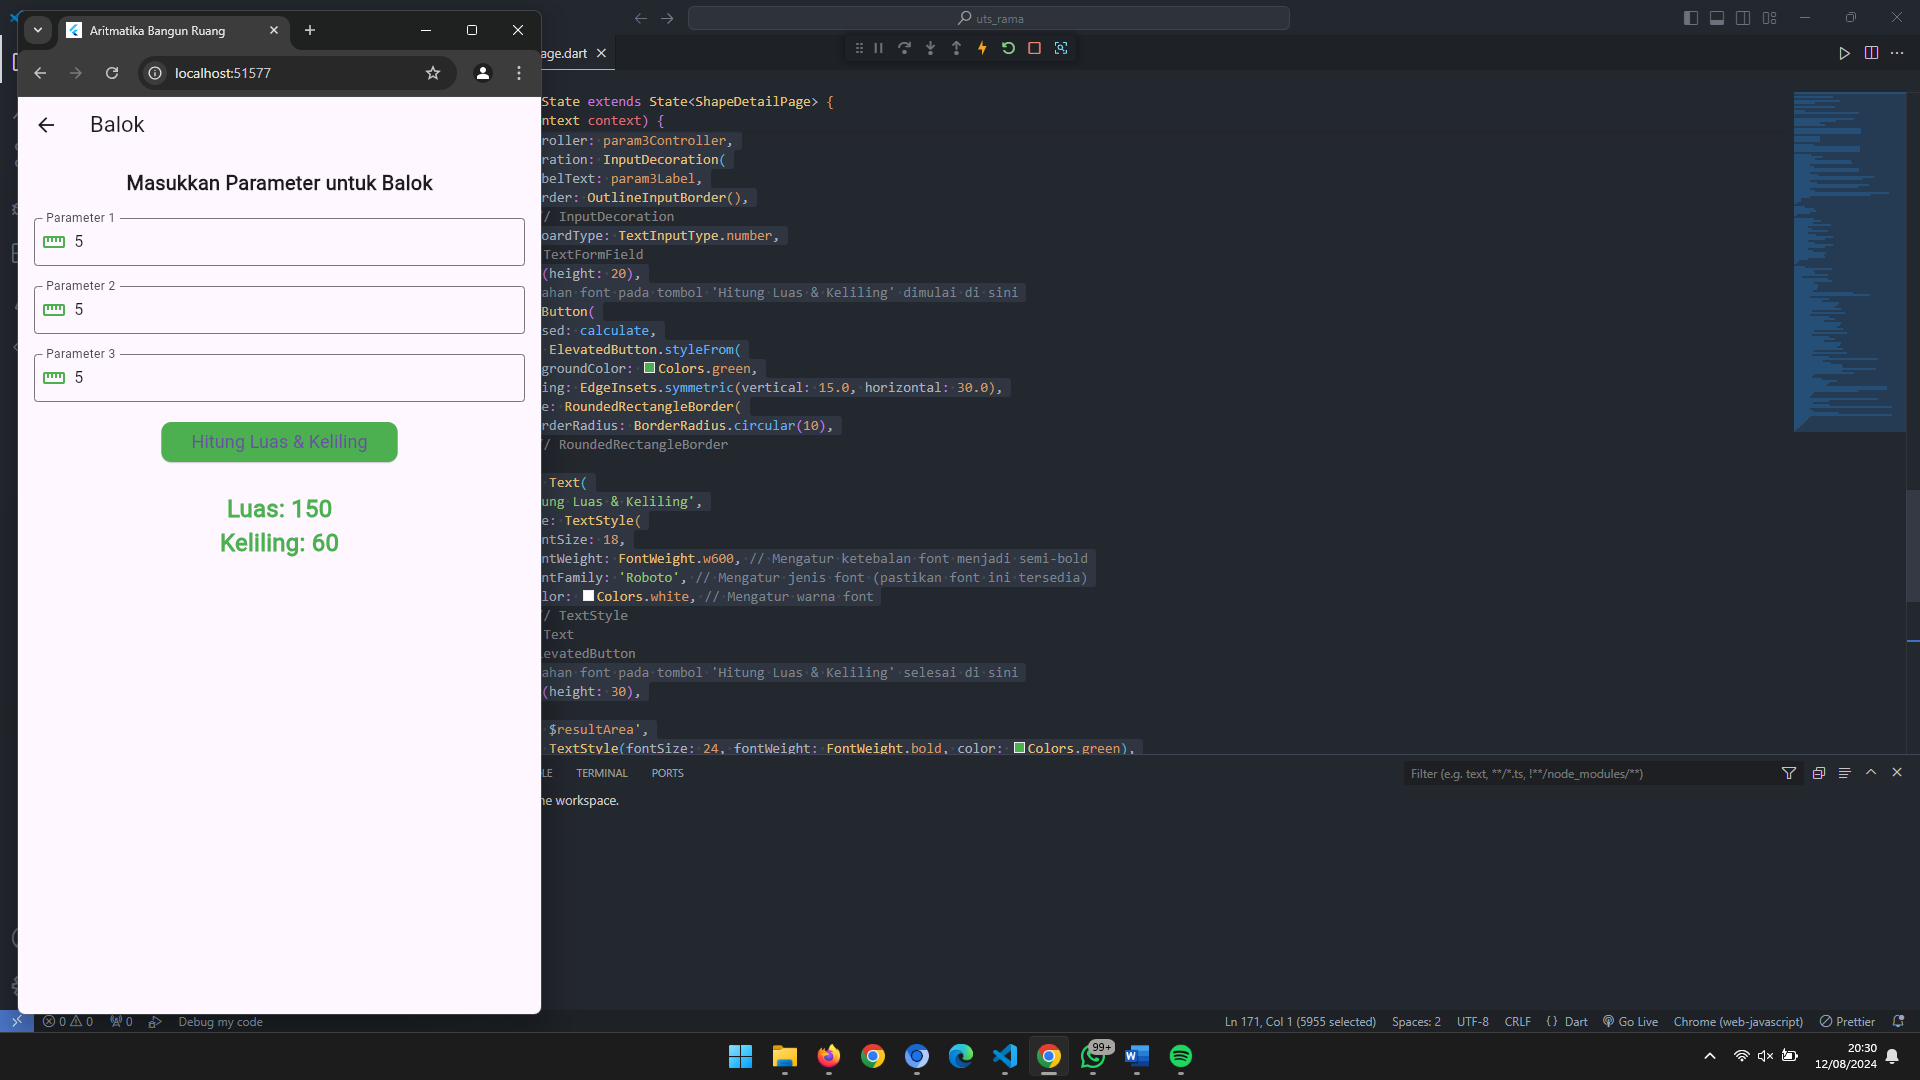 Aritmatika Bangun Ruang
localhost:51577
Balok
Masukkan Parameter untuk Balok
Parameter 1
5
Parameter 2
5
Parameter 3
5
Hitung Luas & Keliling
Luas: 150
Keliling: 60
uts_rama
age.dart
State extends State<ShapeDetailPage> {
ntext context) {
roller: param3Controller,
ration: InputDecoration(
belText: param3Label,
rder: OutlineInputBorder(),
/ InputDecoration
oardType: TextInputType.number,
TextFormField
(height: 20),
ahan font pada tombol 'Hitung Luas & Keliling' dimulai di sini
Button(
sed: calculate,
ElevatedButton.styleFrom(
groundColor: Colors.green,
ing: EdgeInsets.symmetric(vertical: 15.0, horizontal: 30.0),
e: RoundedRectangleBorder(
rderRadius: BorderRadius.circular(10),
/ RoundedRectangleBorder
Text(
ung Luas & Keliling',
e: TextStyle(
ntSize: 18,
ntWeight: FontWeight.w600, // Mengatur ketebalan font menjadi semi-bold
ntFamily: 'Roboto', // Mengatur jenis font (pastikan font ini tersedia)
lor: Colors.white, // Mengatur warna font
/ TextStyle
Text
levatedButton
ahan font pada tombol 'Hitung Luas & Keliling' selesai di sini
(height: 30),
$resultArea',
TextStyle(fontSize: 24, fontWeight: FontWeight.bold, color: Colors.green),
LE TERMINAL PORTS
Filter (e.g. text, **/*.ts, !**/node_modules/**)
he workspace.
0 0 0 Debug my code
Ln 171, Col 1 (5955 selected) Spaces: 2 UTF-8 CRLF {} Dart Go Live Chrome (web-javascript) Prettier
99+
20:30
12/08/2024